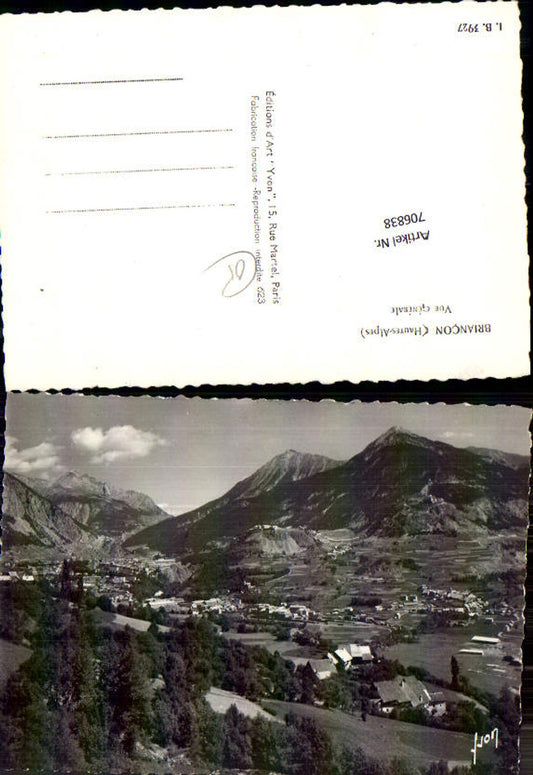 BRIANÇON (Hautes-Alpes)
Vue Générale
Artikel Nr.
706838
Éditions d'Art "Yvon", 15, Rue Martel, Paris
Fabrication française - Reproduction interdite 623
I. B. 3927
yvon